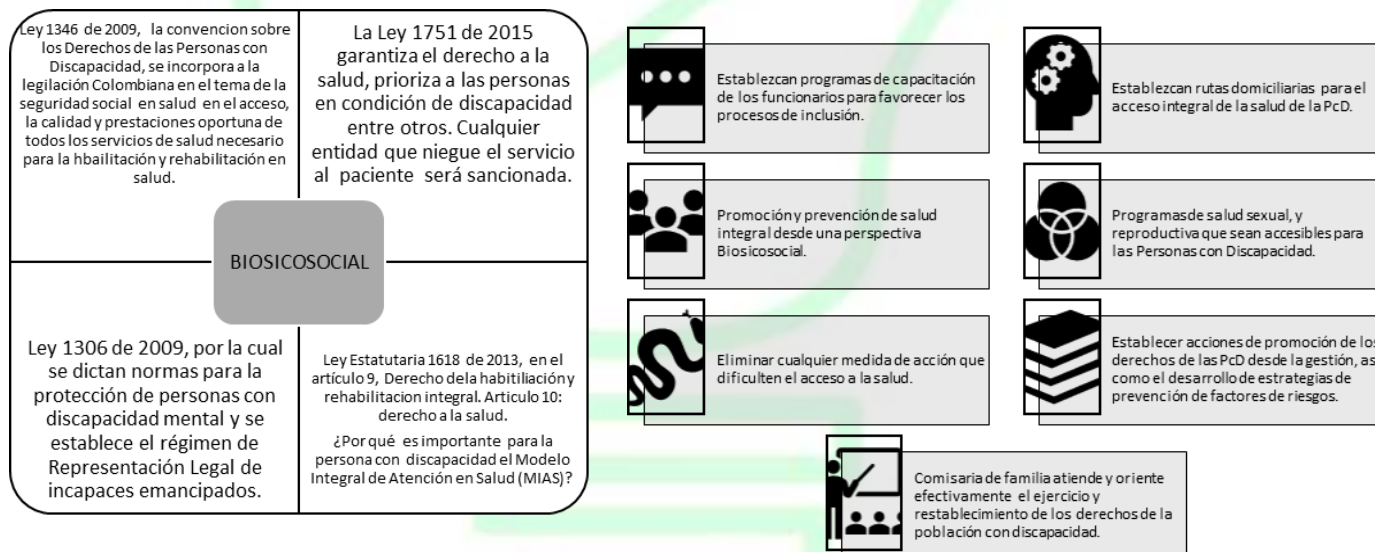 Ley 1346 de 2009, la convencion sobre
los Derechos de las Personas con
Discapacidad, se incorpora a la
legilación Colombiana en el tema de la
seguridad social en salud en el acceso,
la calidad y prestaciones oportuna de
todos los servicios de salud necesario
para la hbailitación y rehabilitación en
salud.
La Ley 1751 de 2015
garantiza el derecho a la
salud, prioriza a las personas
en condición de discapacidad
entre otros. Cualquier
entidad que niegue el servicio
al paciente será sancionada.
BIOSICOSOCIAL
Ley 1306 de 2009, por la cual
se dictan normas para la
protección de personas con
discapacidad mental y se
establece el régimen de
Representación Legal de
incapaces emancipados.
Ley Estatutaria 1618 de 2013, en el
artículo 9, Derecho dela habitiliación y
rehabilitacion integral. Articulo 10:
derecho a la salud.
¿Por qué es importante para la
persona con discapacidad el Modelo
Integral de Atención en Salud (MIAS)?
Establezcan programas de capacitación
de los funcionarios para favorecer los
procesos de inclusión.
Establezcan rutas domiciliarias para el
acceso integral de la salud de la PcD.
Promoción y prevención de salud
integral desde una perspectiva
Biosicosocial.
Programas de salud sexual, y
reproductiva que sean accesibles para
las Personas con Discapacidad.
Eliminar cualquier medida de acción que
dificulten el acceso a la salud.
Establecer acciones de promoción de los
derechos de las PcD desde la gestión, as
como el desarrollo de estrategias de
prevención de factores de riesgos.
Comisaria de familia atiende y oriente
efectivamente el ejercicio y
restablecimiento de los derechos de la
población con discapacidad.